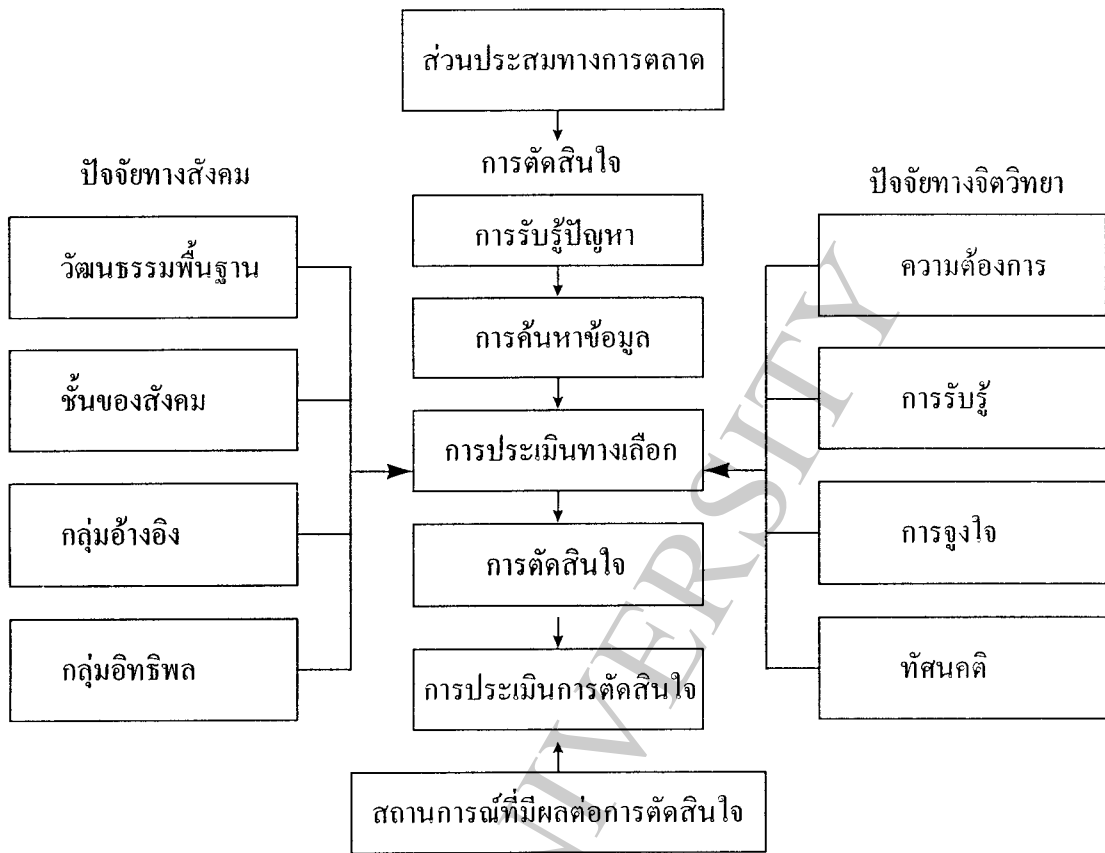 ส่วนประสมทางการตลาด
การตัดสินใจ
ปัจจัยทางสังคม
ปัจจัยทางจิตวิทยา
การรับรู้ปัญหา
วัฒนธรรมพื้นฐาน
ความต้องการ
การค้นหาข้อมูล
ชั้นของสังคม
การรับรู้
การประเมินทางเลือก
กลุ่มอ้างอิง
การจูงใจ
การตัดสินใจ
กลุ่มอิทธิพล
ทัศนคติ
การประเมินการตัดสินใจ
สถานการณ์ที่มีผลต่อการตัดสินใจ
UNIVERSITY